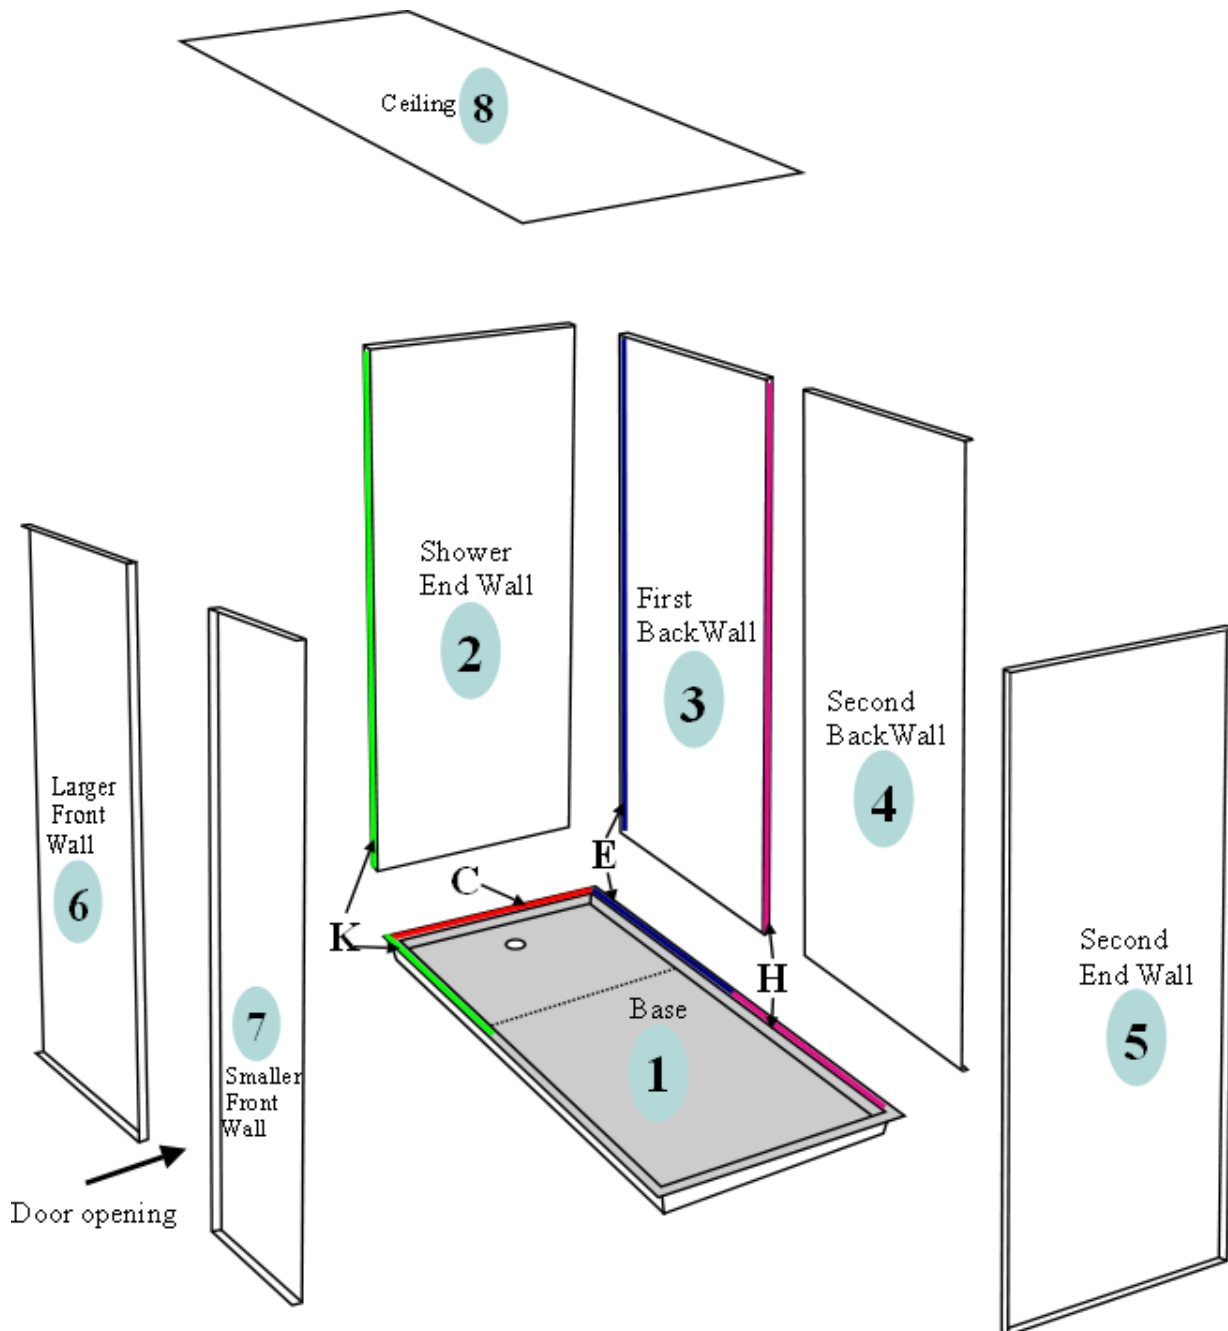 Ceiling 8
Shower
End Wall
2
First
BackWall
3
Second
BackWall
4
Larger
Front
Wall
6
E
C
K
H
Second
End Wall
5
Base
1
7
Smaller
Front
Wall
Door opening